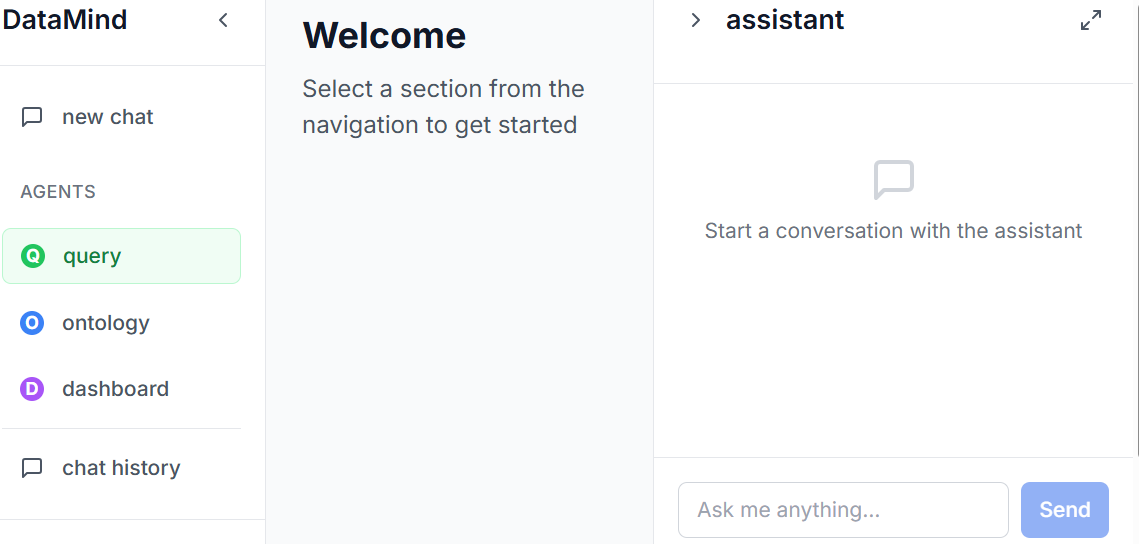 DataMind
new chat
AGENTS
Q query
O ontology
D dashboard
chat history
Welcome
Select a section from the
navigation to get started
assistant
Start a conversation with the assistant
Ask me anything...
Send